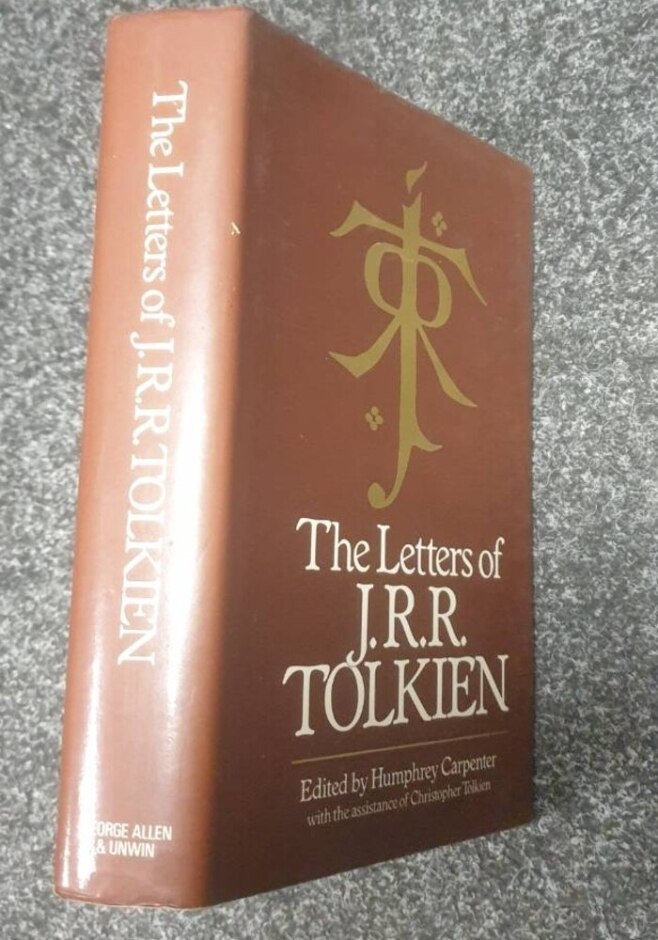 The Letters of J.R.R. TOLKIEN
ORGE ALLEN
& UNWIN
The Letters of
J.R.R.
TOLKIEN
Edited by Humphrey Carpenter
with the assistance of Christopher Tolkien